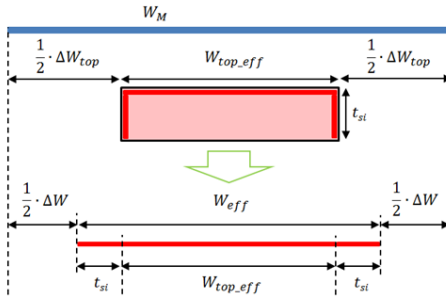 W_M
1/2 · ΔW_top
W_top_eff
1/2 · ΔW_top
t_si
1/2 · ΔW
W_eff
1/2 · ΔW
t_si
W_top_eff
t_si